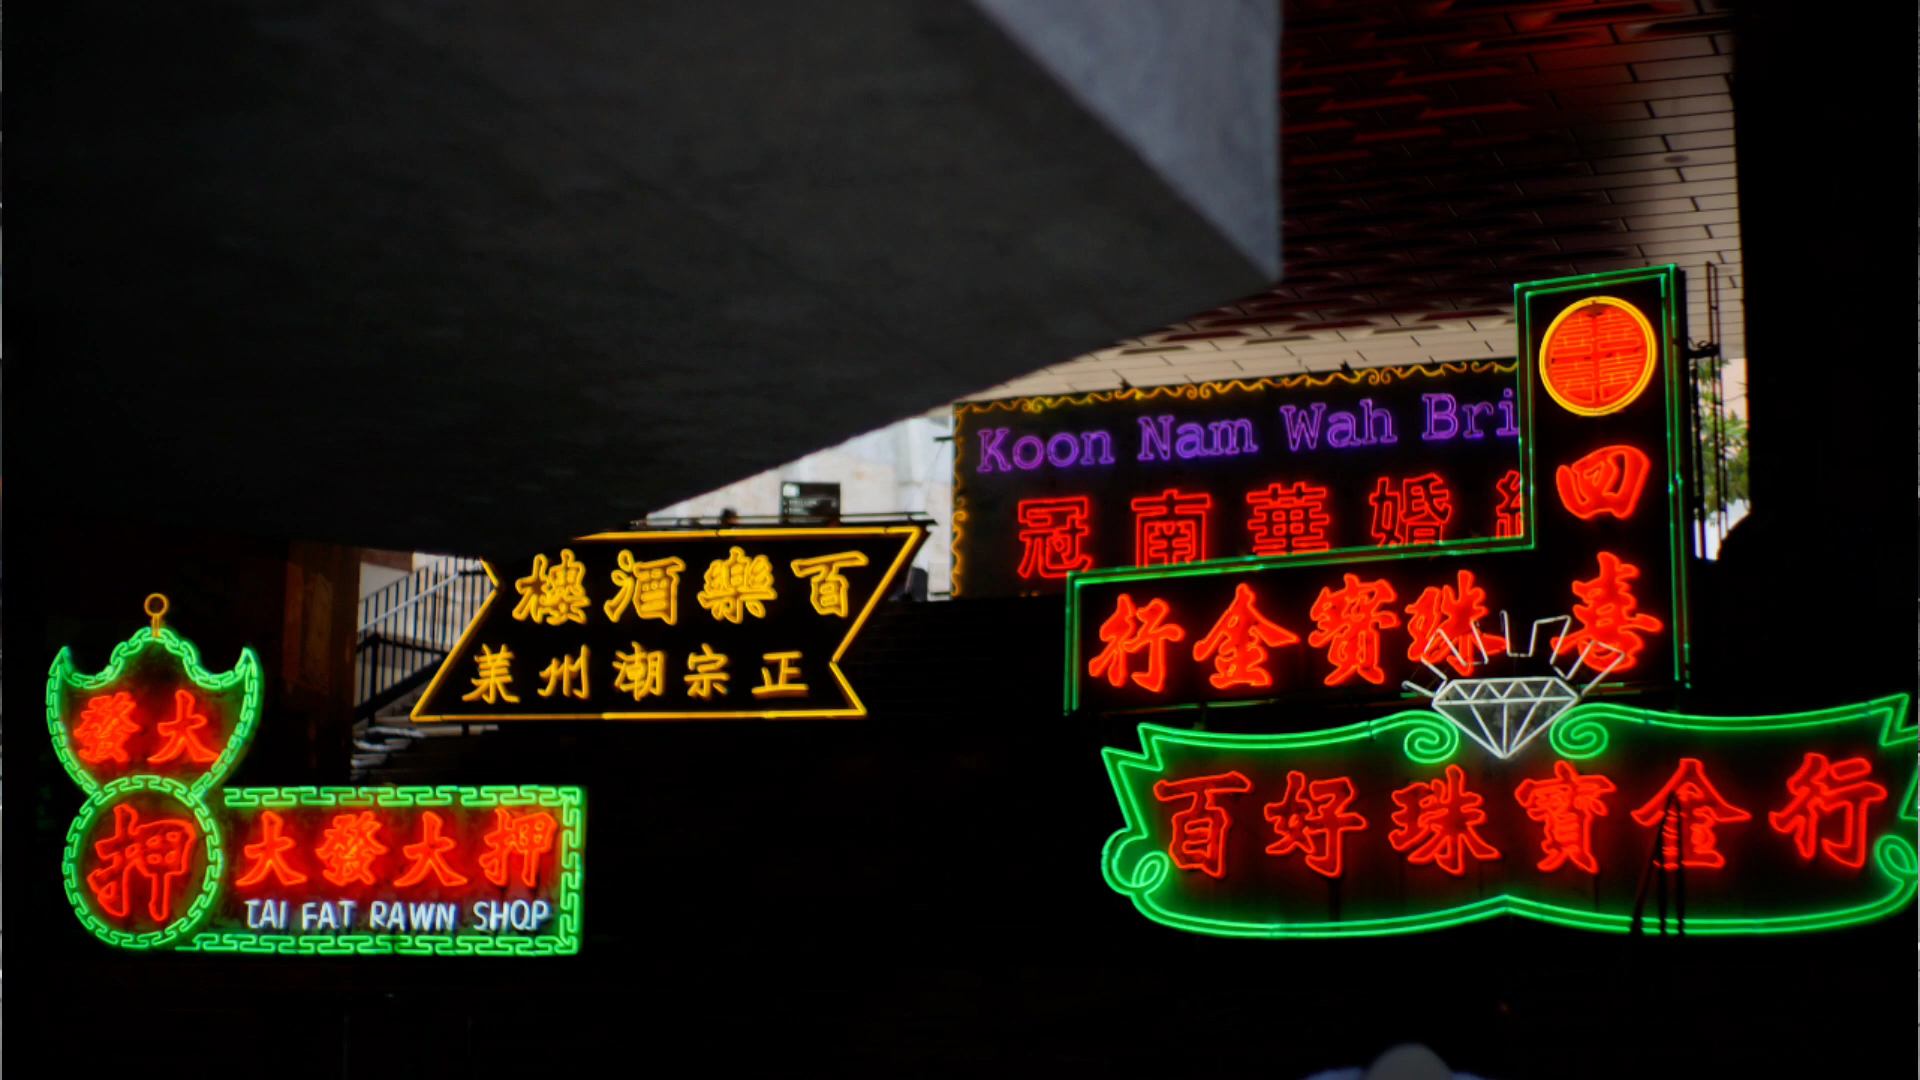 Koon Nam Wah Bri
冠南華婚
囍
四喜
珠寶金行
百樂酒樓
正宗潮州菜
大發
押
大發大押
TAI FAT RAWN SHOP
百好珠寶金行